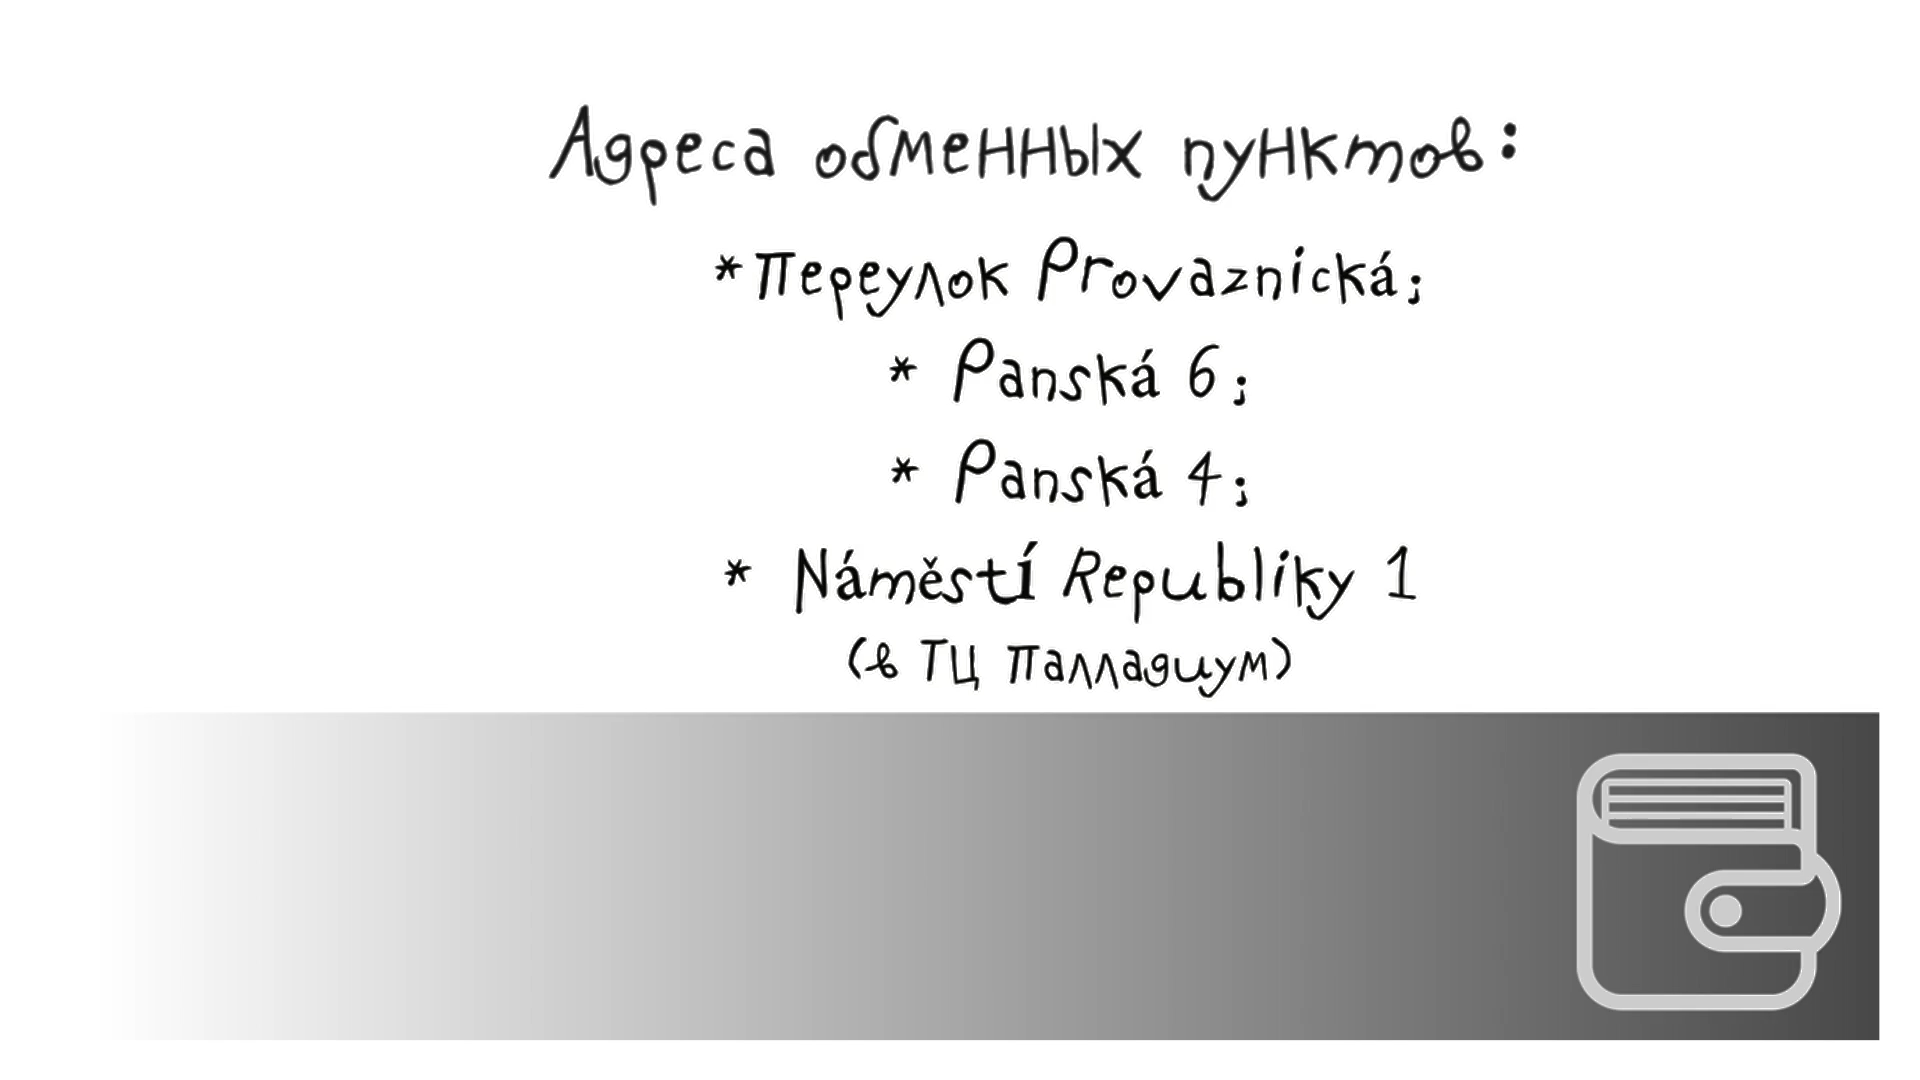 Адреса обменных пунктов:
*Переулок Provaznická;
* Panská 6;
* Panská 4;
* Náměstí Republiky 1
(в ТЦ Палладиум)